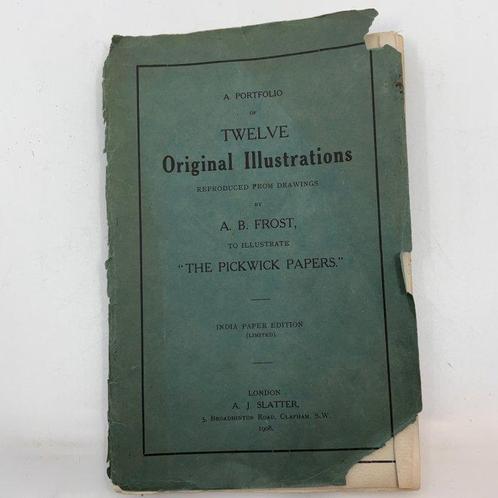 A PORTFOLIO
OF
TWELVE
Original Illustrations
REPRODUCED FROM DRAWINGS
BY
A. B. FROST,
TO ILLUSTRATE
"THE PICKWICK PAPERS."
INDIA PAPER EDITION
(LIMITED).
LONDON
A. J. SLATTER,
5, BROADHINTON ROAD, CLAPHAM, S.W.
1908.